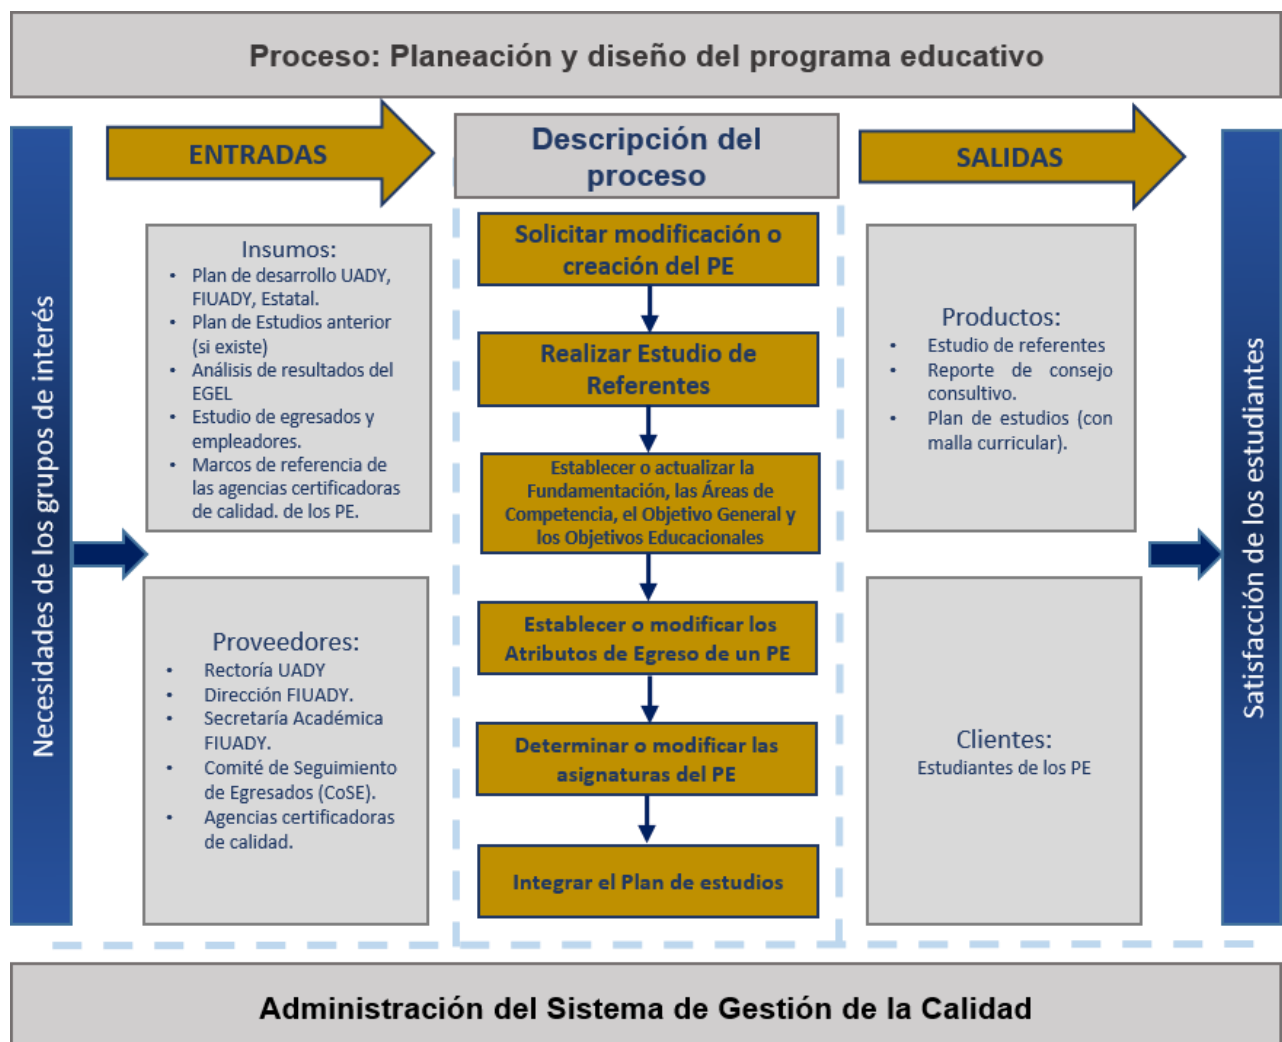 Proceso: Planeación y diseño del programa educativo
Necesidades de los grupos de interés
ENTRADAS
Insumos:
• Plan de desarrollo UADY,
FIUADY, Estatal.
• Plan de Estudios anterior
(si existe)
• Análisis de resultados del
EGEL
• Estudio de egresados y
empleadores.
• Marcos de referencia de
las agencias certificadoras
de calidad. de los PE.
Proveedores:
• Rectoría UADY
• Dirección FIUADY.
• Secretaría Académica
FIUADY.
• Comité de Seguimiento
de Egresados (CoSE).
• Agencias certificadoras
de calidad.
Descripción del
proceso
Solicitar modificación o
creación del PE
Realizar Estudio de
Referentes
Establecer o actualizar la
Fundamentación, las Áreas de
Competencia, el Objetivo General y
los Objetivos Educacionales
Establecer o modificar los
Atributos de Egreso de un PE
Determinar o modificar las
asignaturas del PE
Integrar el Plan de estudios
SALIDAS
Productos:
• Estudio de referentes
• Reporte de consejo
consultivo.
• Plan de estudios (con
malla curricular).
Clientes:
Estudiantes de los PE
Satisfacción de los estudiantes
Administración del Sistema de Gestión de la Calidad